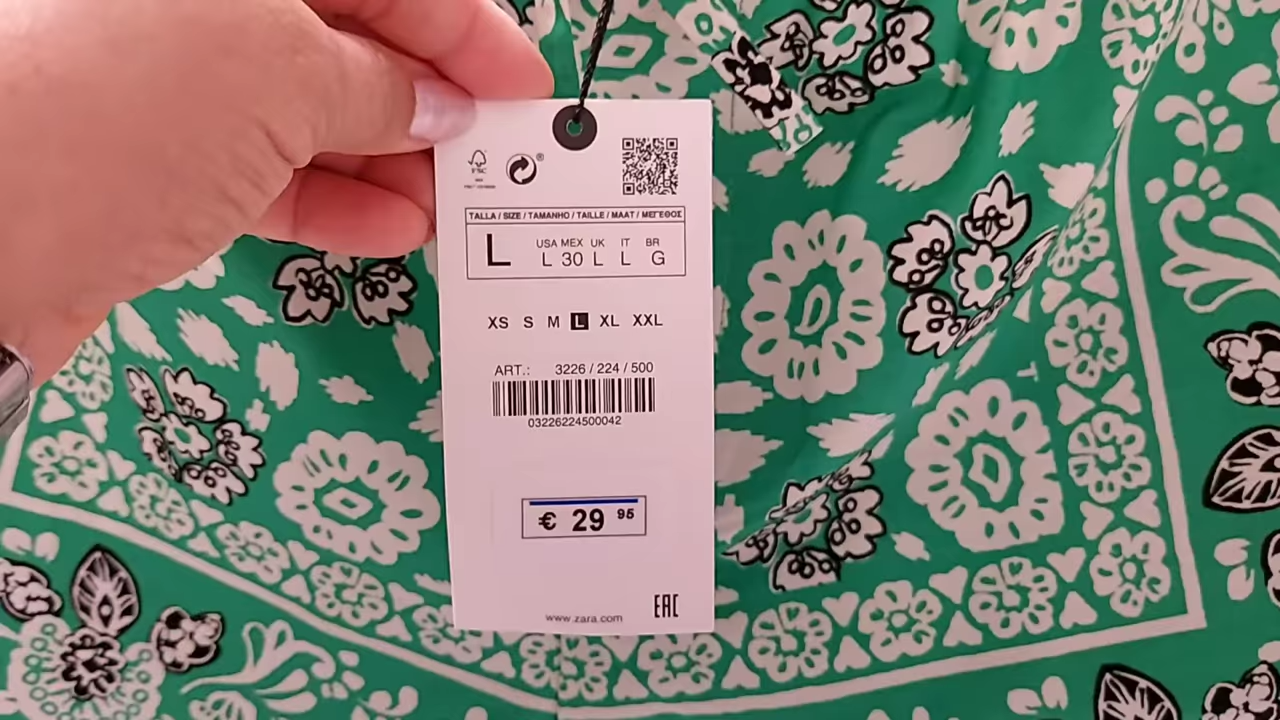 FSC
®
TALLA / SIZE / TAMANHO / TAILLE / MAAT / ΜΕΓΕΘΟΣ
L
USA MEX UK IT BR
L 30 L L G
XS S M L XL XXL
ART.: 3226 / 224 / 500
03226224500042
€ 29 95
www.zara.com
EAC